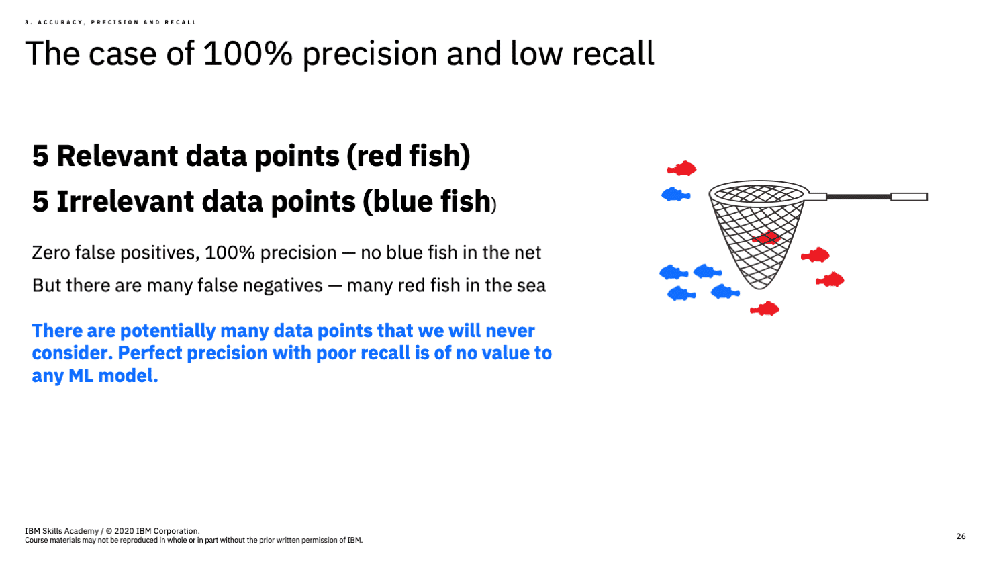 3. ACCURACY, PRECISION AND RECALL
The case of 100% precision and low recall
5 Relevant data points (red fish)
5 Irrelevant data points (blue fish)
Zero false positives, 100% precision — no blue fish in the net
But there are many false negatives — many red fish in the sea
There are potentially many data points that we will never
consider. Perfect precision with poor recall is of no value to
any ML model.
IBM Skills Academy / © 2020 IBM Corporation.
Course materials may not be reproduced in whole or in part without the prior written permission of IBM.
26